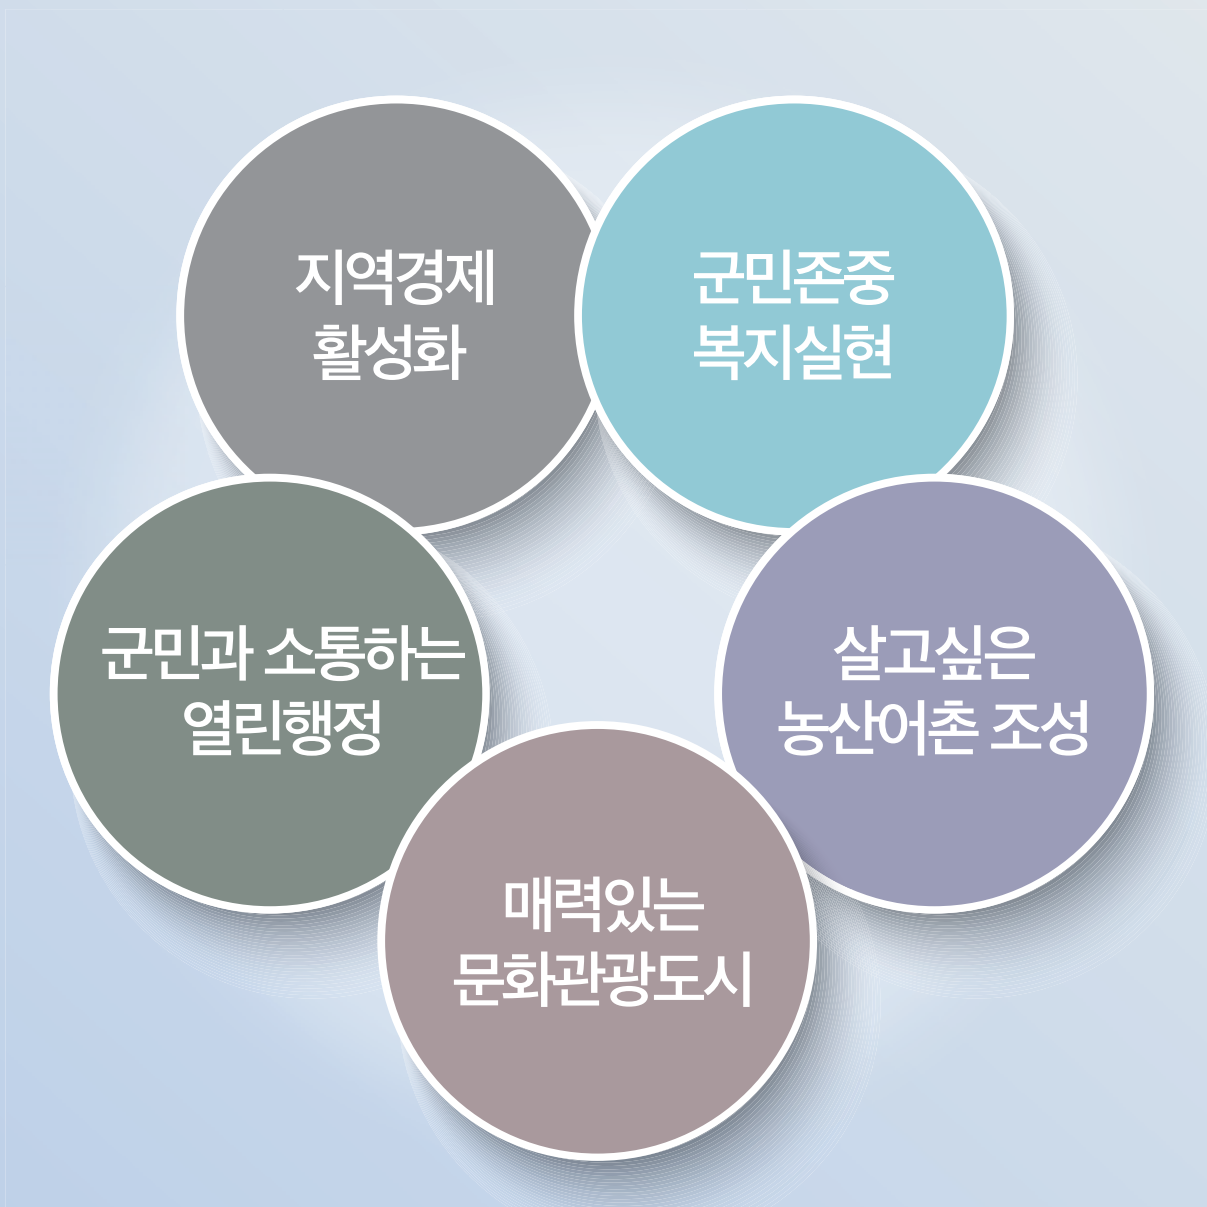 지역경제
활성화
군민존중
복지실현
군민과 소통하는
열린행정
살고싶은
농산어촌 조성
매력있는
문화관광도시